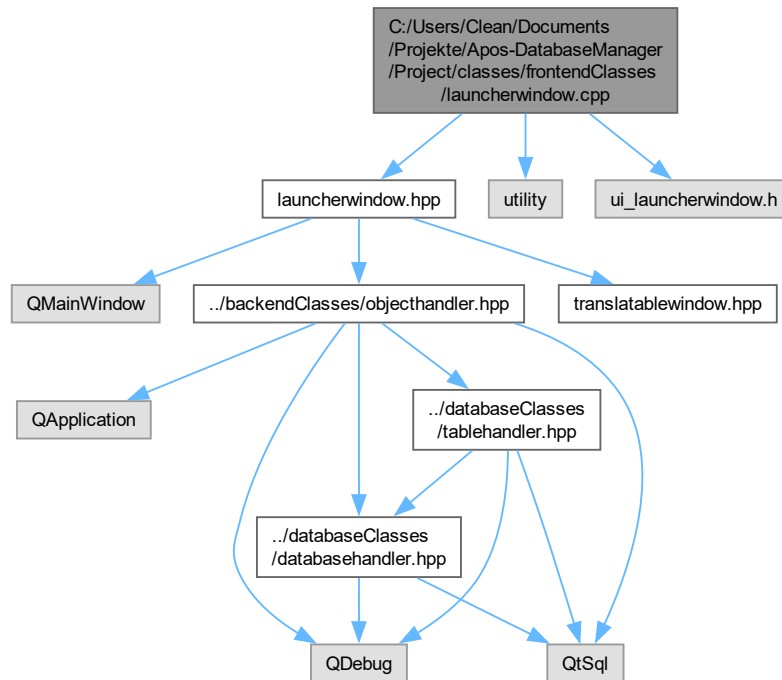 C:/Users/Clean/Documents
/Projekte/Apos-DatabaseManager
/Project/classes/frontendClasses
/launcherwindow.cpp
launcherwindow.hpp
utility
ui_launcherwindow.h
QMainWindow
../backendClasses/objecthandler.hpp
translatablewindow.hpp
QApplication
../databaseClasses
/tablehandler.hpp
../databaseClasses
/databasehandler.hpp
QDebug
QtSql